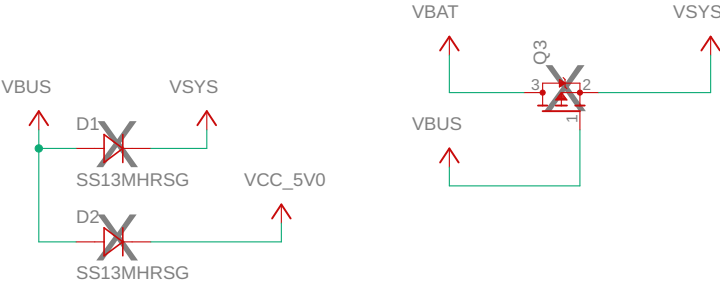 VBAT
VSYS
Q3
3
2
1
VBUS
VBUS
VSYS
D1
SS13MHRSG
VCC_5V0
D2
SS13MHRSG